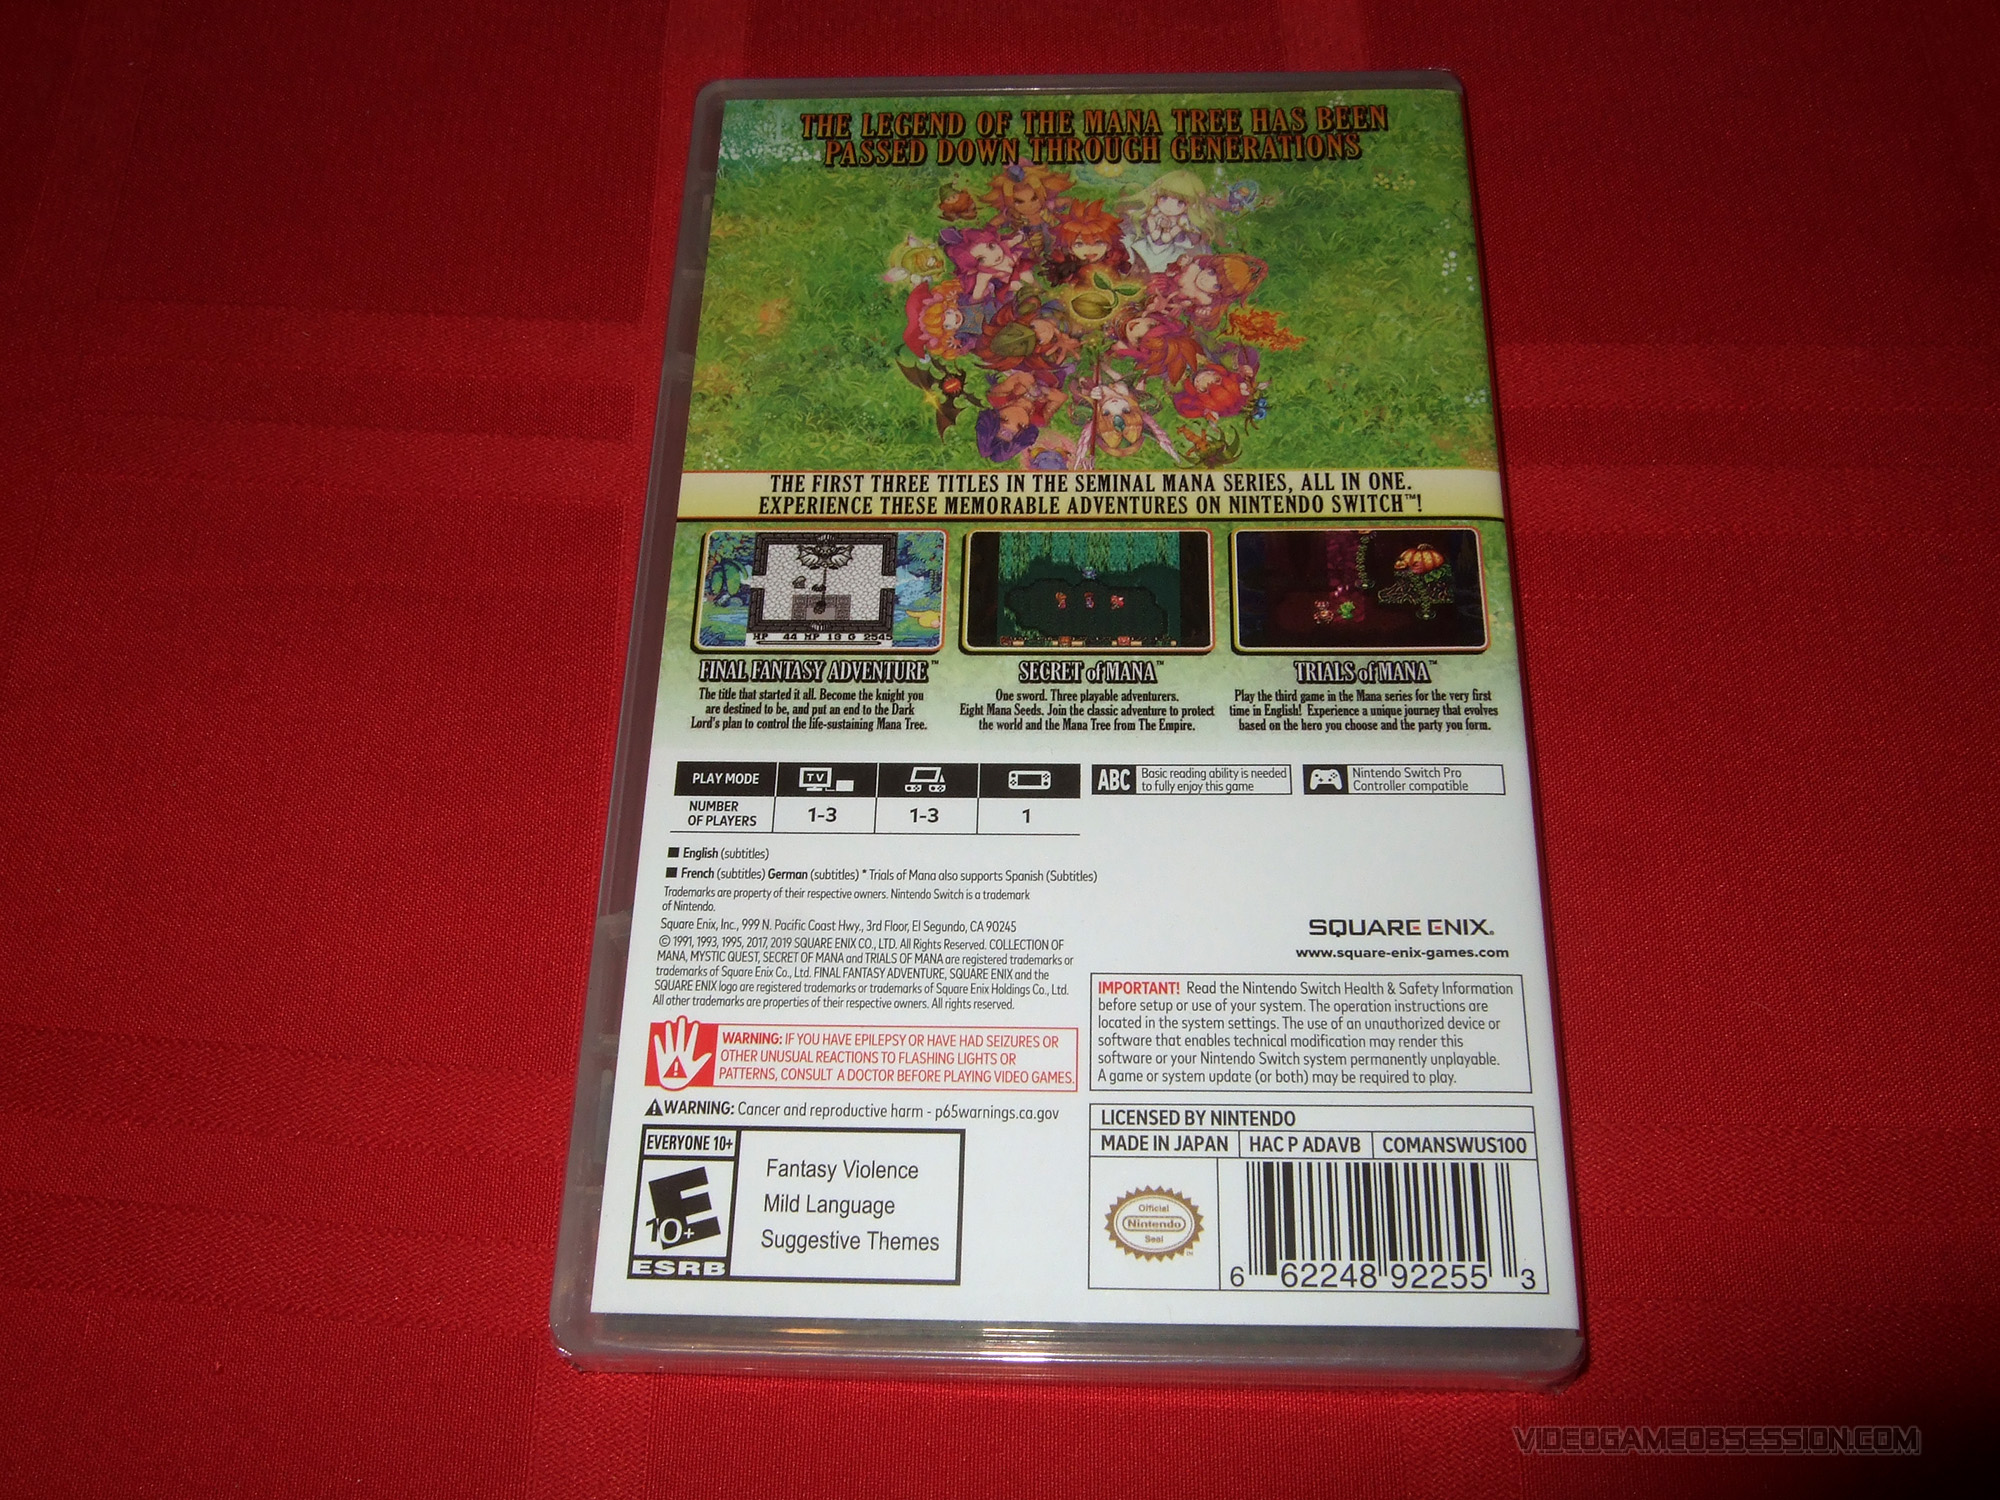 THE LEGEND OF THE MANA TREE HAS BEEN
PASSED DOWN THROUGH GENERATIONS
THE FIRST THREE TITLES IN THE SEMINAL MANA SERIES, ALL IN ONE.
EXPERIENCE THESE MEMORABLE ADVENTURES ON NINTENDO SWITCH™!
HP 44 MP 18 G 2545
FINAL FANTASY ADVENTURE™
The title that started it all. Become the knight you
are destined to be, and put an end to the Dark
Lord's plan to control the life-sustaining Mana Tree.
SECRET of MANA™
One sword. Three playable adventurers.
Eight Mana Seeds. Join the classic adventure to protect
the world and the Mana Tree from The Empire.
TRIALS of MANA™
Play the third game in the Mana series for the very first
time in English! Experience a unique journey that evolves
based on the hero you choose and the party you form.
PLAY MODE TV
NUMBER
OF PLAYERS
1-3 1-3 1
ABC Basic reading ability is needed
to fully enjoy this game
Nintendo Switch Pro
Controller compatible
■ English (subtitles)
■ French (subtitles) German (subtitles) * Trials of Mana also supports Spanish (Subtitles)
Trademarks are property of their respective owners. Nintendo Switch is a trademark
of Nintendo.
Square Enix, Inc., 999 N. Pacific Coast Hwy., 3rd Floor, El Segundo, CA 90245
© 1991, 1993, 1995, 2017, 2019 SQUARE ENIX CO., LTD. All Rights Reserved. COLLECTION OF
MANA, MYSTIC QUEST, SECRET OF MANA and TRIALS OF MANA are registered trademarks or
trademarks of Square Enix Co., Ltd. FINAL FANTASY ADVENTURE, SQUARE ENIX and the
SQUARE ENIX logo are registered trademarks or trademarks of Square Enix Holdings Co., Ltd.
All other trademarks are properties of their respective owners. All rights reserved.
SQUARE ENIX.
www.square-enix-games.com
WARNING: IF YOU HAVE EPILEPSY OR HAVE HAD SEIZURES OR
OTHER UNUSUAL REACTIONS TO FLASHING LIGHTS OR
PATTERNS, CONSULT A DOCTOR BEFORE PLAYING VIDEO GAMES.
WARNING: Cancer and reproductive harm - p65warnings.ca.gov
IMPORTANT! Read the Nintendo Switch Health & Safety Information
before setup or use of your system. The operation instructions are
located in the system settings. The use of an unauthorized device or
software that enables technical modification may render this
software or your Nintendo Switch system permanently unplayable.
A game or system update (or both) may be required to play.
EVERYONE 10+
E
10+
ESRB
Fantasy Violence
Mild Language
Suggestive Themes
LICENSED BY NINTENDO
MADE IN JAPAN HAC P ADAVB COMANSWUS100
Official
Nintendo
Seal
™
6 62248 92255 3
VIDEOGAMEOBSESSION.COM